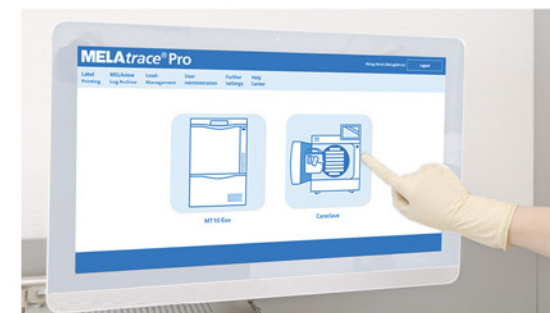 MELAtrace® Pro
Logout
Label Printing
MELAview Log Archive
Load-Management
User Administration
Further Settings
Help Center
MT10 Evo
Careclave